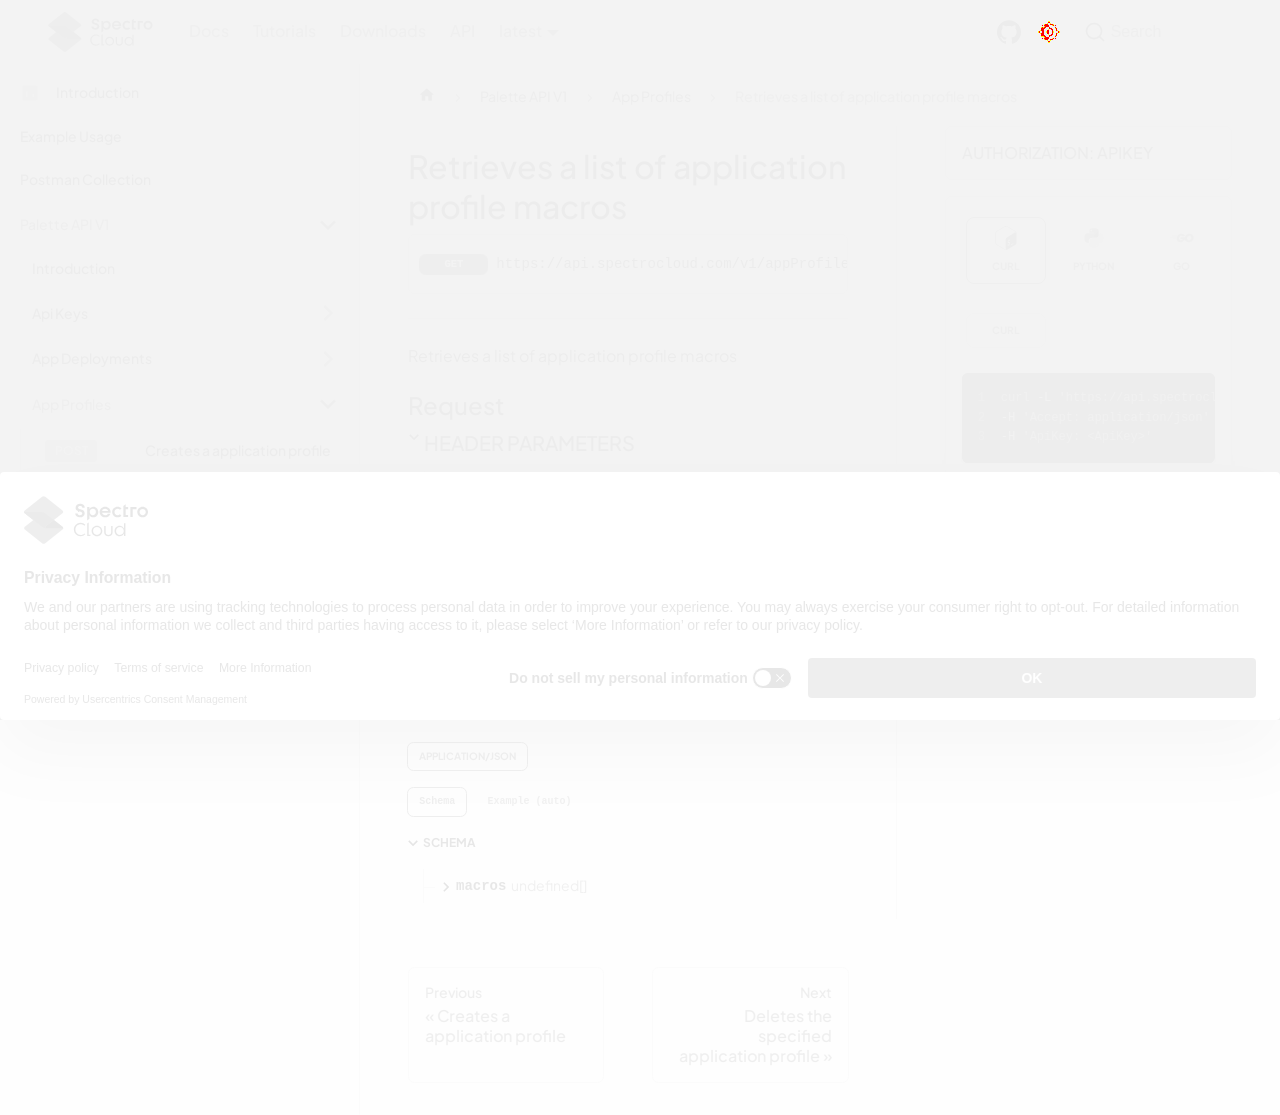 Spectro
Cloud
Docs Tutorials Downloads API latest
Search
Introduction
Example Usage
Postman Collection
Palette API V1
Introduction
Api Keys
App Deployments
App Profiles
Creates a application profile
Palette API V1
App Profiles
Retrieves a list of application profile macros
Retrieves a list of application
profile macros
GET https://api.spectrocloud.com/v1/appProfile
Retrieves a list of application profile macros
Request
HEADER PARAMETERS
AUTHORIZATION: APIKEY
CURL PYTHON GO
CURL
Spectro
Cloud
Privacy Information
We and our partners are using tracking technologies to process personal data in order to improve your experience. You may always exercise your consumer right to opt-out. For detailed information
about personal information we collect and third parties having access to it, please select 'More Information' or refer to our privacy policy.
Privacy policy Terms of service More Information
Powered by Usercentrics Consent Management
Do not sell my personal information
OK
APPLICATION/JSON
Schema Example (auto)
SCHEMA
macros undefined[]
Previous
« Creates a
application profile
Next
Deletes the
specified
application profile »